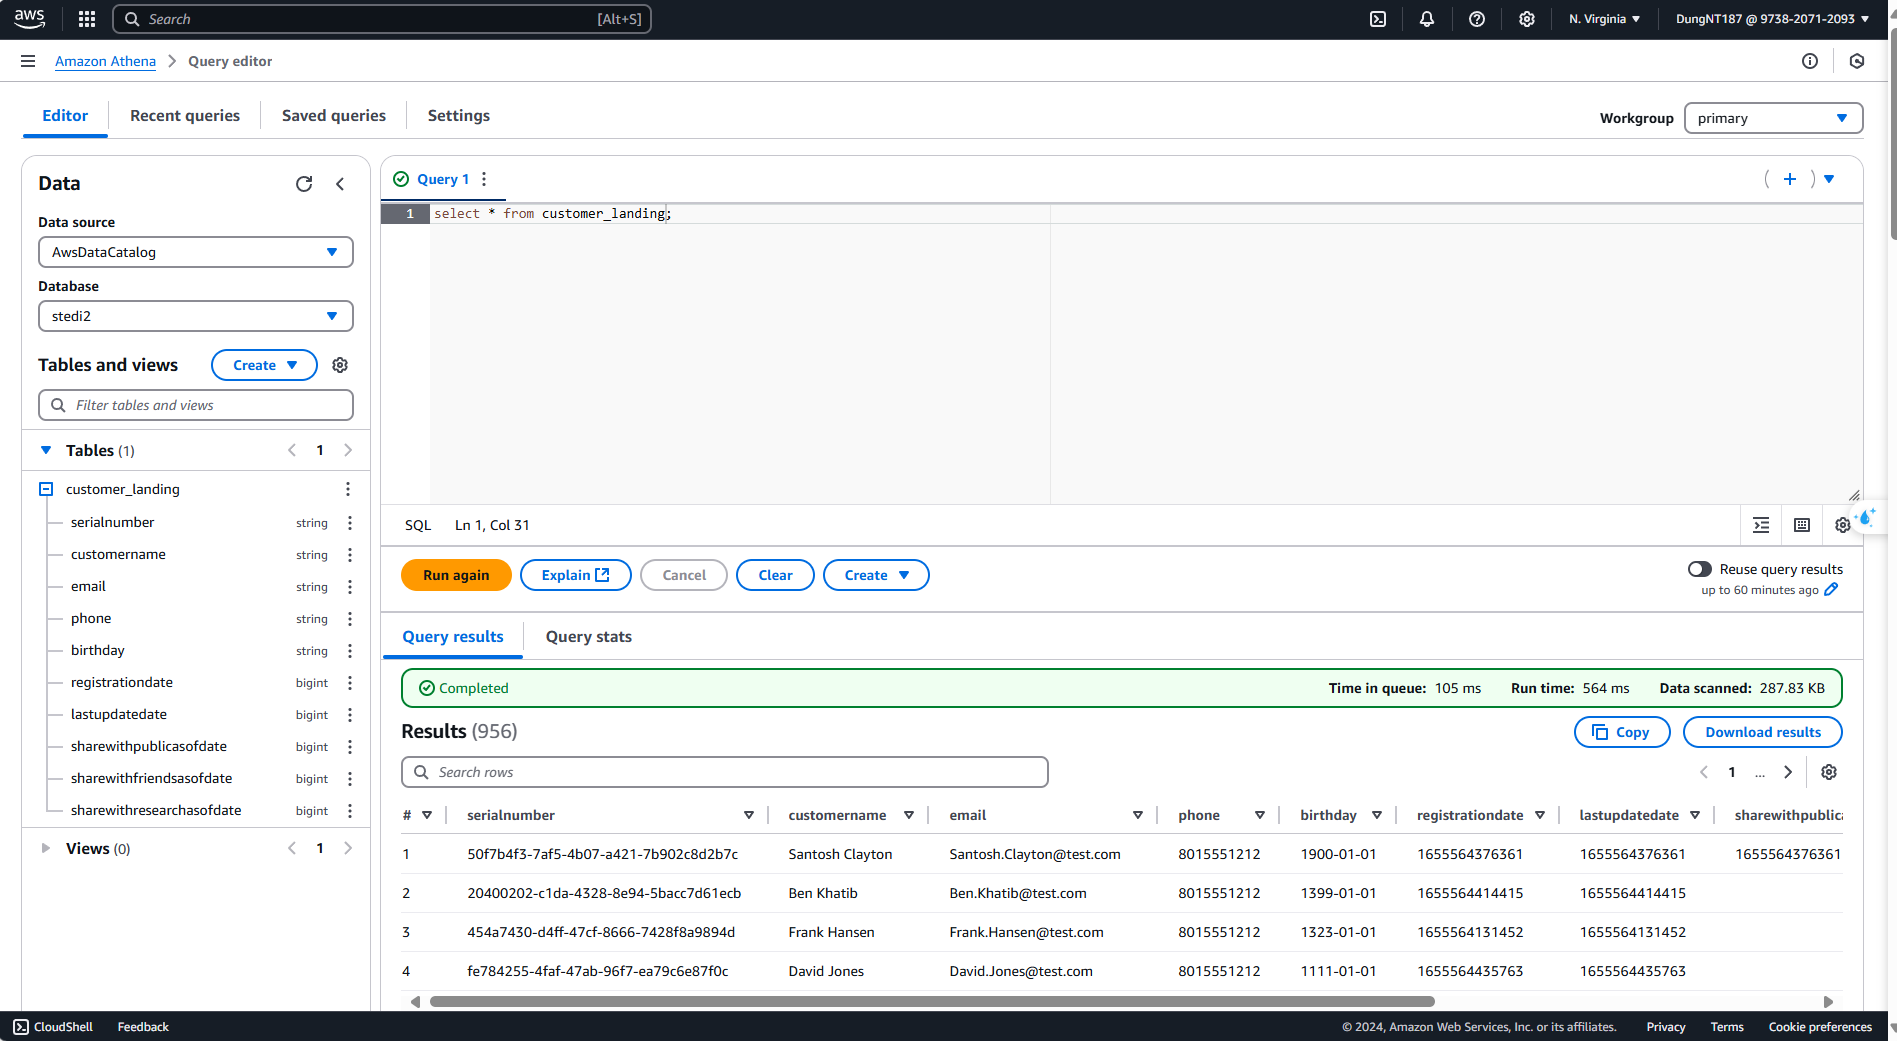 aws
Search [Alt+S]
N. Virginia
DungNT187 @ 9738-2071-2093
Amazon Athena
Query editor
Editor
Recent queries
Saved queries
Settings
Workgroup
primary
Data
Data source
AwsDataCatalog
Database
stedi2
Tables and views
Create
Filter tables and views
Tables (1)
1
customer_landing
serialnumber string
customername string
email string
phone string
birthday string
registrationdate bigint
lastupdatedate bigint
sharewithpublicasofdate bigint
sharewithfriendsasofdate bigint
sharewithresearchasofdate bigint
Views (0)
1
Query 1
1 select * from customer_landing;
SQL Ln 1, Col 31
Run again
Explain
Cancel
Clear
Create
Reuse query results
up to 60 minutes ago
Query results
Query stats
Completed
Time in queue: 105 ms
Run time: 564 ms
Data scanned: 287.83 KB
Results (956)
Copy
Download results
Search rows
1 ...
# serialnumber customername email phone birthday registrationdate lastupdatedate sharewithpublica
1 50f7b4f3-7af5-4b07-a421-7b902c8d2b7c Santosh Clayton Santosh.Clayton@test.com 8015551212 1900-01-01 1655564376361 1655564376361 1655564376361
2 20400202-c1da-4328-8e94-5bacc7d61ecb Ben Khatib Ben.Khatib@test.com 8015551212 1399-01-01 1655564414415 1655564414415
3 454a7430-d4ff-47cf-8666-7428f8a9894d Frank Hansen Frank.Hansen@test.com 8015551212 1323-01-01 1655564131452 1655564131452
4 fe784255-4faf-47ab-96f7-ea79c6e87f0c David Jones David.Jones@test.com 8015551212 1111-01-01 1655564435763 1655564435763
CloudShell
Feedback
© 2024, Amazon Web Services, Inc. or its affiliates.
Privacy
Terms
Cookie preferences